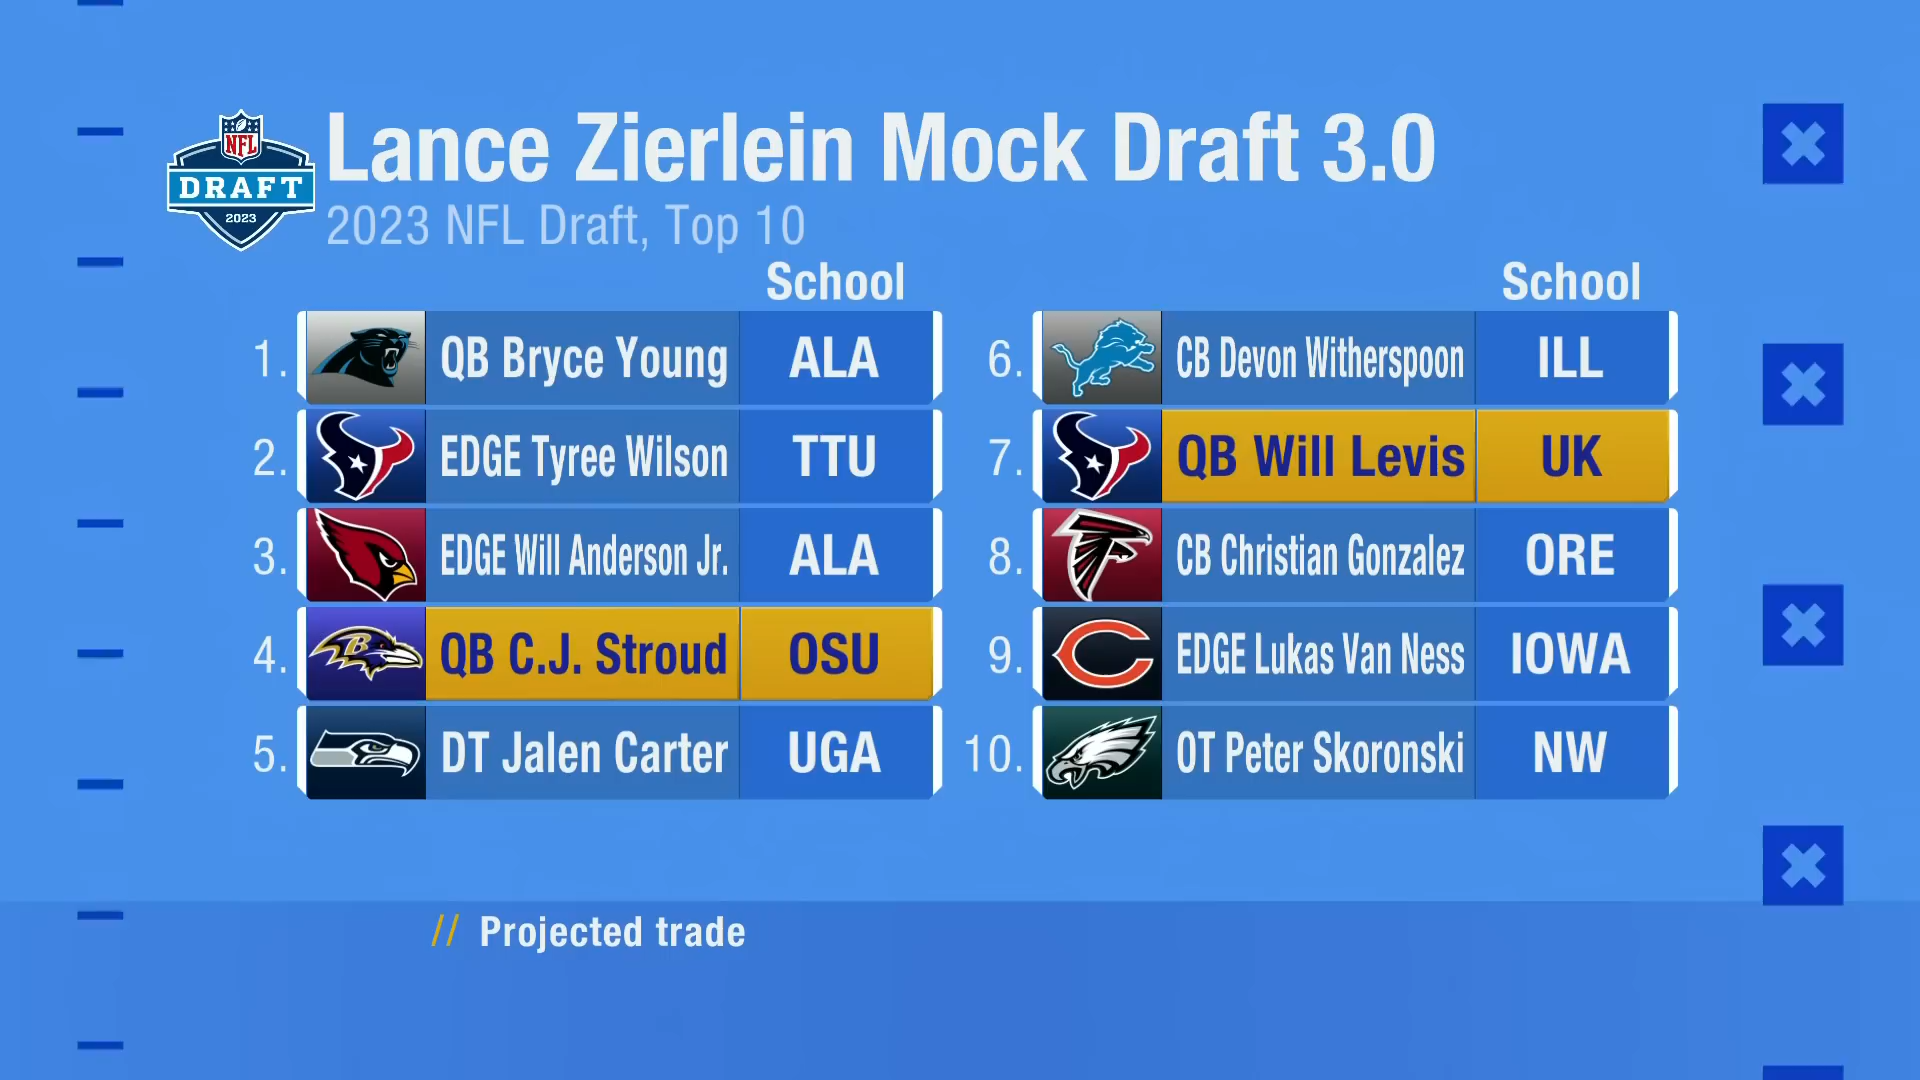 NFL
DRAFT
2023
Lance Zierlein Mock Draft 3.0
2023 NFL Draft, Top 10
School
1. QB Bryce Young ALA
2. EDGE Tyree Wilson TTU
3. EDGE Will Anderson Jr. ALA
4. B QB C.J. Stroud OSU
5. DT Jalen Carter UGA
School
6. CB Devon Witherspoon ILL
7. QB Will Levis UK
8. CB Christian Gonzalez ORE
9. EDGE Lukas Van Ness IOWA
10. OT Peter Skoronski NW
// Projected trade